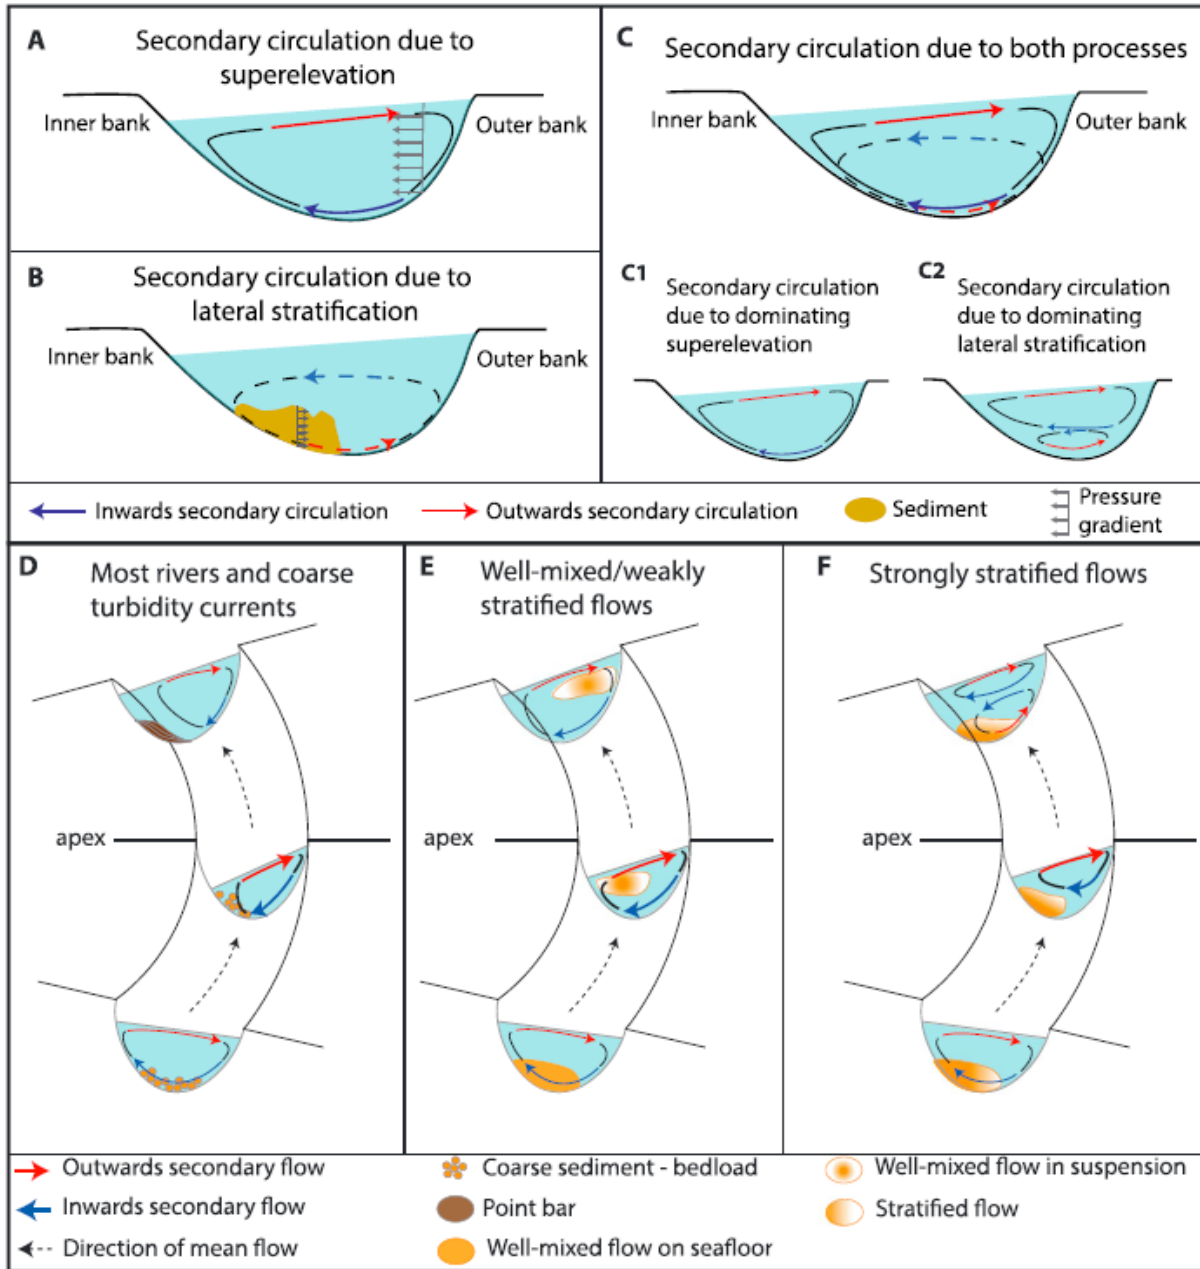 A
Secondary circulation due to
superelevation
Inner bank
Outer bank
B
Secondary circulation due to
lateral stratification
Inner bank
Outer bank
C
Secondary circulation due to both processes
Inner bank
Outer bank
C1
Secondary circulation
due to dominating
superelevation
C2
Secondary circulation
due to dominating
lateral stratification
Inwards secondary circulation
Outwards secondary circulation
Sediment
Pressure
gradient
D
Most rivers and coarse
turbidity currents
apex
E
Well-mixed/weakly
stratified flows
apex
F
Strongly stratified flows
apex
Outwards secondary flow
Inwards secondary flow
Direction of mean flow
Coarse sediment - bedload
Point bar
Well-mixed flow on seafloor
Well-mixed flow in suspension
Stratified flow